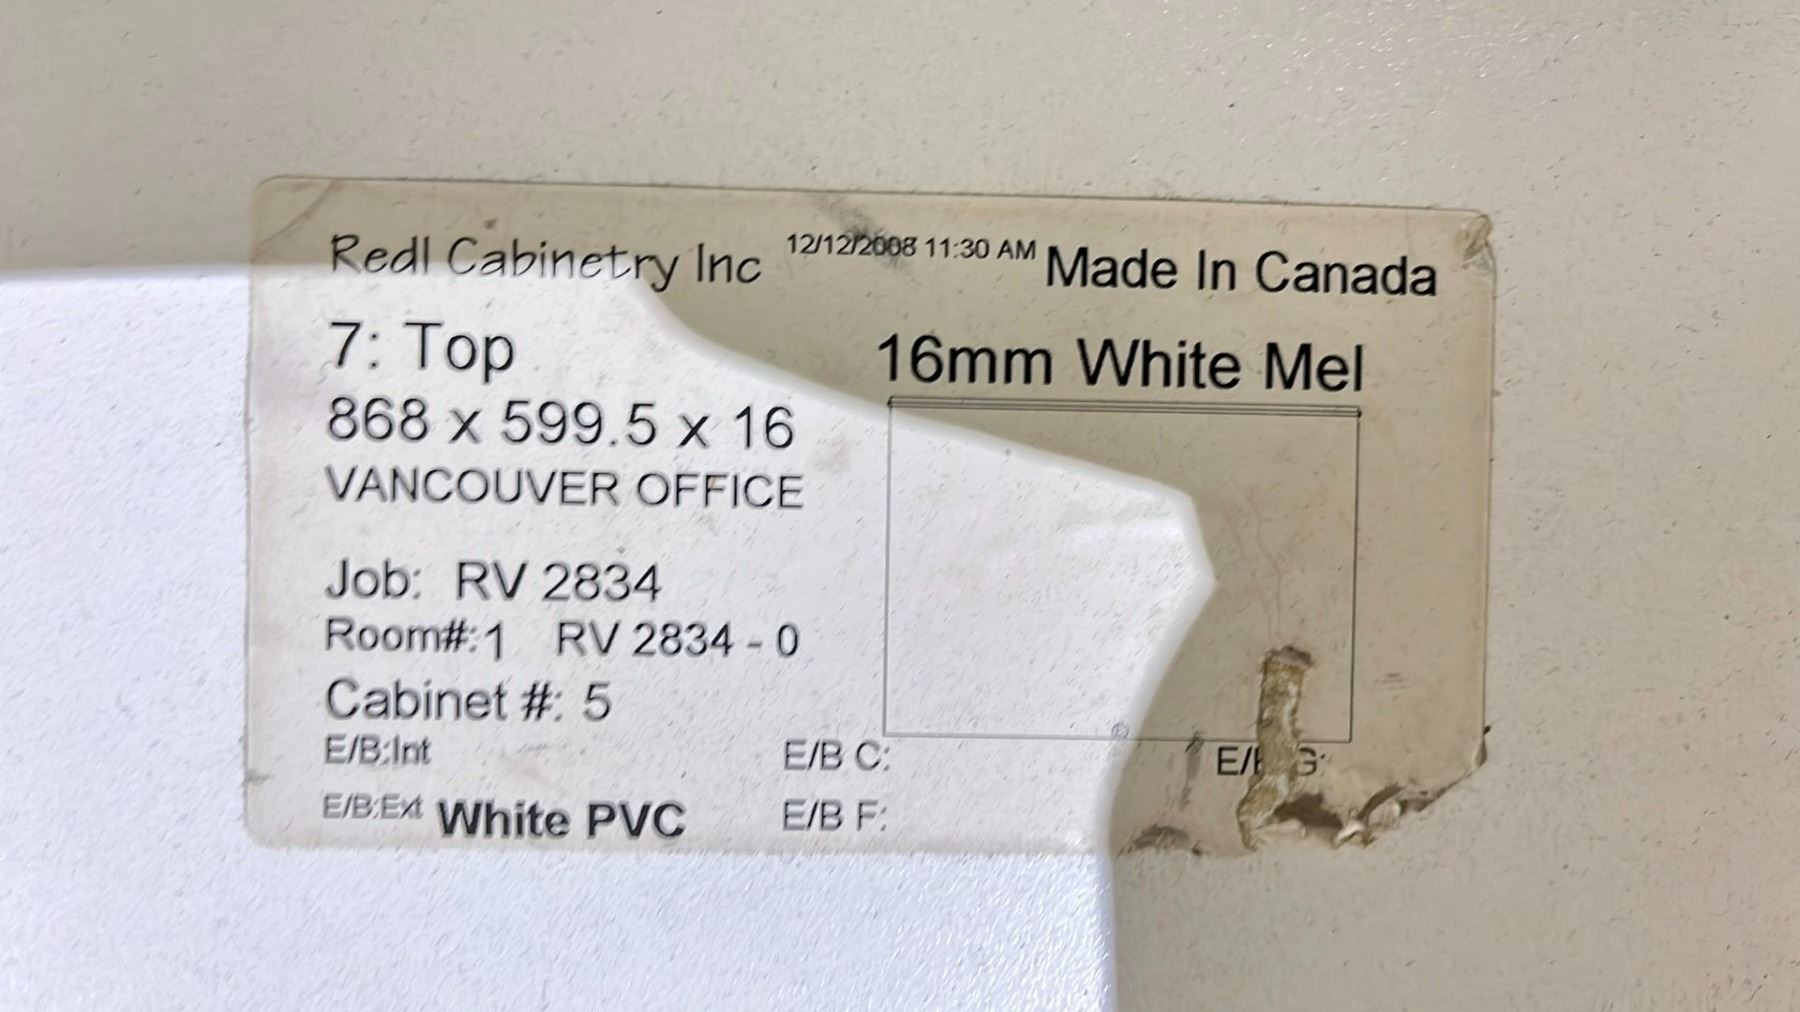 Redl Cabinetry Inc 12/12/2008 11:30 AM Made In Canada
7: Top 16mm White Mel
868 x 599.5 x 16
VANCOUVER OFFICE
Job: RV 2834
Room#:1 RV 2834 - 0
Cabinet #: 5
E/B:Int E/B C:
E/B:Ext White PVC E/B F: